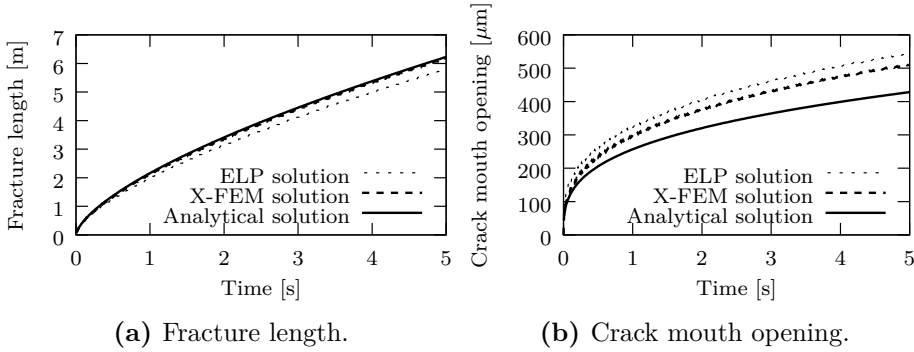 Fracture length [m]
7
6
5
4
3
2
1
0
ELP solution
X-FEM solution
Analytical solution
0 1 2 3 4 5
Time [s]
(a) Fracture length.
Crack mouth opening [μm]
600
500
400
300
200
100
0
ELP solution
X-FEM solution
Analytical solution
0 1 2 3 4 5
Time [s]
(b) Crack mouth opening.